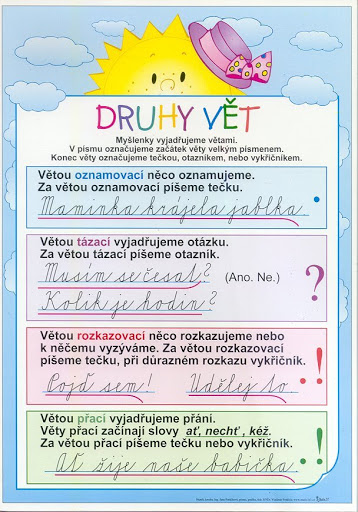 DRUHY VĚT
Myšlenky vyjadřujeme větami.
V písmu označujeme začátek věty velkým písmenem.
Konec věty označujeme tečkou, otazníkem, nebo vykřičníkem.
Větou oznamovací něco oznamujeme.
Za větou oznamovací píšeme tečku.
Maminka krájela jablka.
Větou tázací vyjadřujeme otázku.
Za větou tázací píšeme otazník.
Musím se česat? (Ano. Ne.)
Kolik je hodin?
?
Větou rozkazovací něco rozkazujeme nebo
k něčemu vyzýváme. Za větou rozkazovací
píšeme tečku, při důrazném rozkazu vykřičník.
Pojď sem! Udělej to.
. !
Větou přací vyjadřujeme přání.
Věty přací začínají slovy ať, nechť, kéž.
Za větou přací píšeme tečku nebo vykřičník.
Ať žije naše babička.
. !